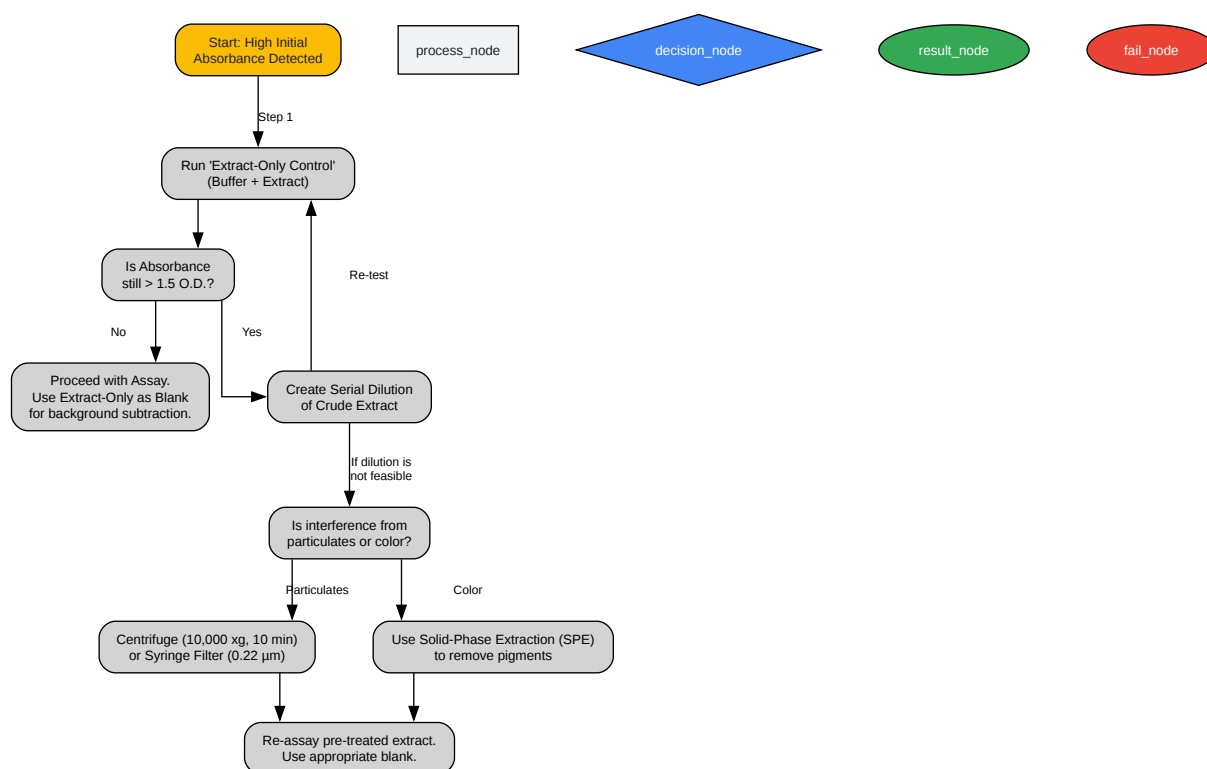 Start: High Initial
Absorbance Detected
process_node
decision_node
result_node
fail_node
Step 1
Run 'Extract-Only Control'
(Buffer + Extract)
Is Absorbance
still > 1.5 O.D.?
Re-test
No
Yes
Proceed with Assay.
Use Extract-Only as Blank
for background subtraction.
Create Serial Dilution
of Crude Extract
If dilution is
not feasible
Is interference from
particulates or color?
Particulates
Color
Centrifuge (10,000 xg, 10 min)
or Syringe Filter (0.22 µm)
Use Solid-Phase Extraction (SPE)
to remove pigments
Re-assay pre-treated extract.
Use appropriate blank.